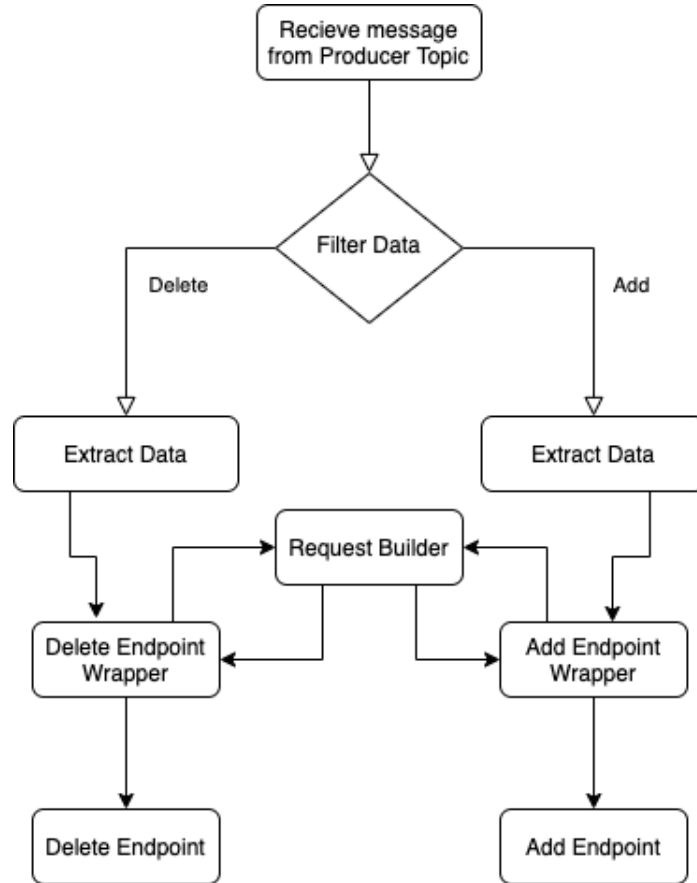 Recieve message
from Producer Topic
Filter Data
Delete
Add
Extract Data
Extract Data
Request Builder
Delete Endpoint
Wrapper
Add Endpoint
Wrapper
Delete Endpoint
Add Endpoint